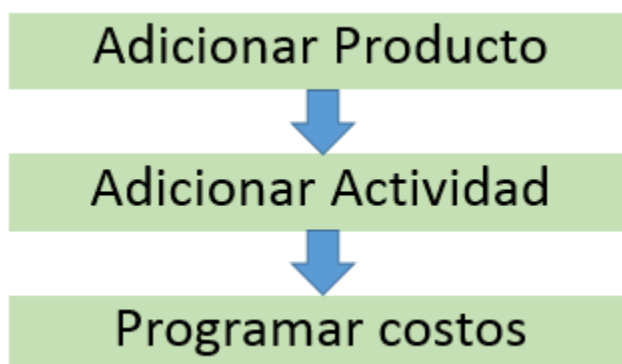 Adicionar Producto
Adicionar Actividad
Programar costos